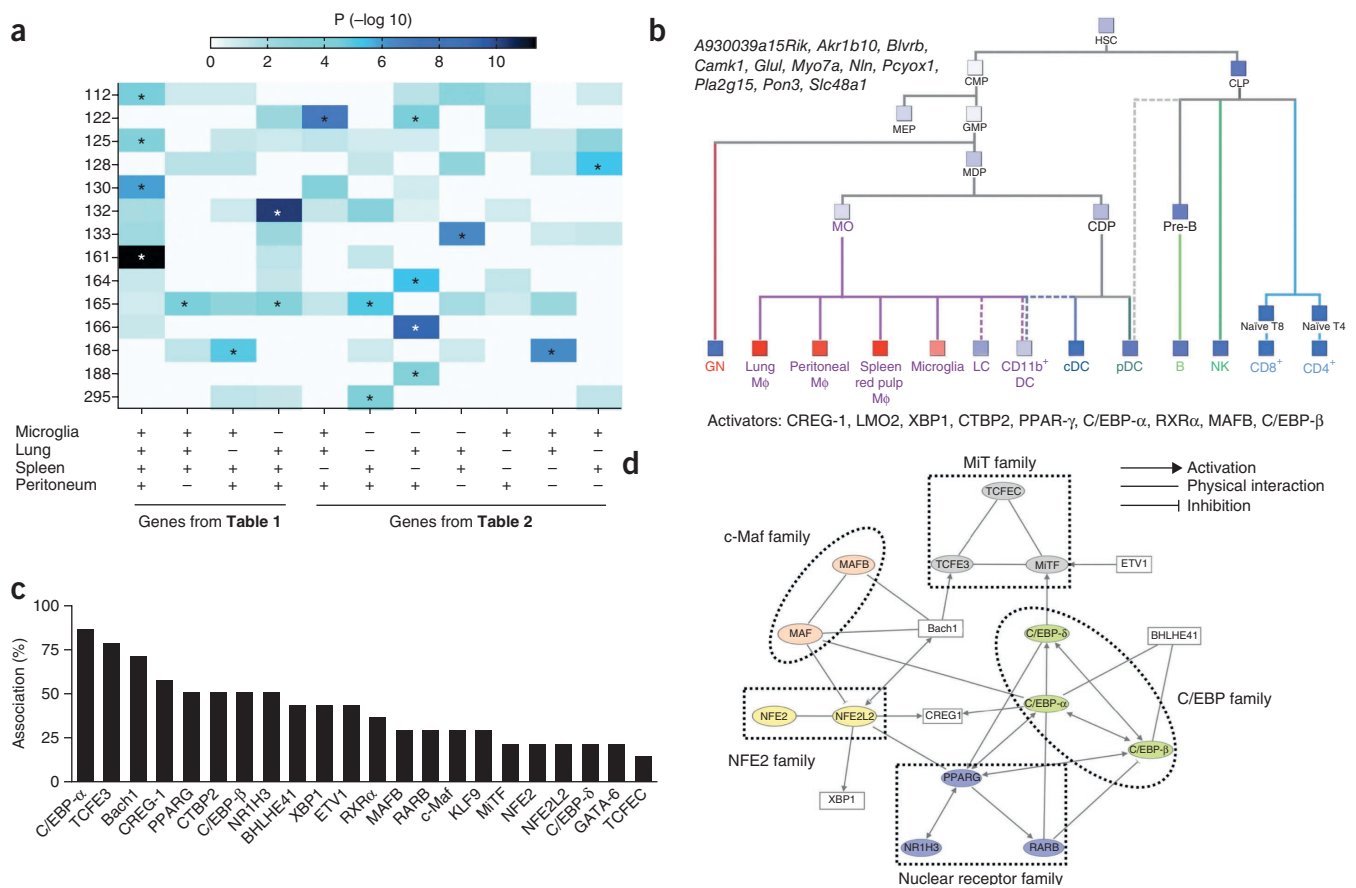 a
P (–log 10)
0 2 4 6 8 10
112
122
125
128
130
132
133
161
164
165
166
168
188
295
* * * * * * * * * * * * * * * * * * *
Microglia + + + – + – – – + + +
Lung + + – + + – + + + + –
Spleen + + + + – + – + – – +
Peritoneum + – + + + + + – + – –
Genes from Table 1
Genes from Table 2
b
A930039a15Rik, Akr1b10, Blvrb,
Camk1, Glul, Myo7a, Nln, Pcyox1,
Pla2g15, Pon3, Slc48a1
HSC
CMP
CLP
MEP
GMP
MDP
MO
CDP
Pre-B
Naïve T8
Naïve T4
GN
Lung
Mϕ
Peritoneal
Mϕ
Spleen
red pulp
Mϕ
Microglia
LC
CD11b+
DC
cDC
pDC
B
NK
CD8+
CD4+
Activators: CREG-1, LMO2, XBP1, CTBP2, PPAR-γ, C/EBP-α, RXRα, MAFB, C/EBP-β
c
Association (%)
100
75
50
25
0
C/EBP-α
TCFE3
Bach1
CREG-1
PPARG
CTBP2
C/EBP-β
NR1H3
BHLHE41
XBP1
ETV1
RXRα
MAFB
RARB
c-Maf
KLF9
MiTF
NFE2
NFE2L2
C/EBP-δ
GATA-6
TCFEC
d
MiT family
Activation
Physical interaction
Inhibition
TCFEC
c-Maf family
MAFB
TCFE3
MiTF
ETV1
MAF
Bach1
C/EBP-δ
BHLHE41
C/EBP family
NFE2
NFE2L2
CREG1
C/EBP-α
C/EBP-β
NFE2 family
PPARG
XBP1
NR1H3
RARB
Nuclear receptor family